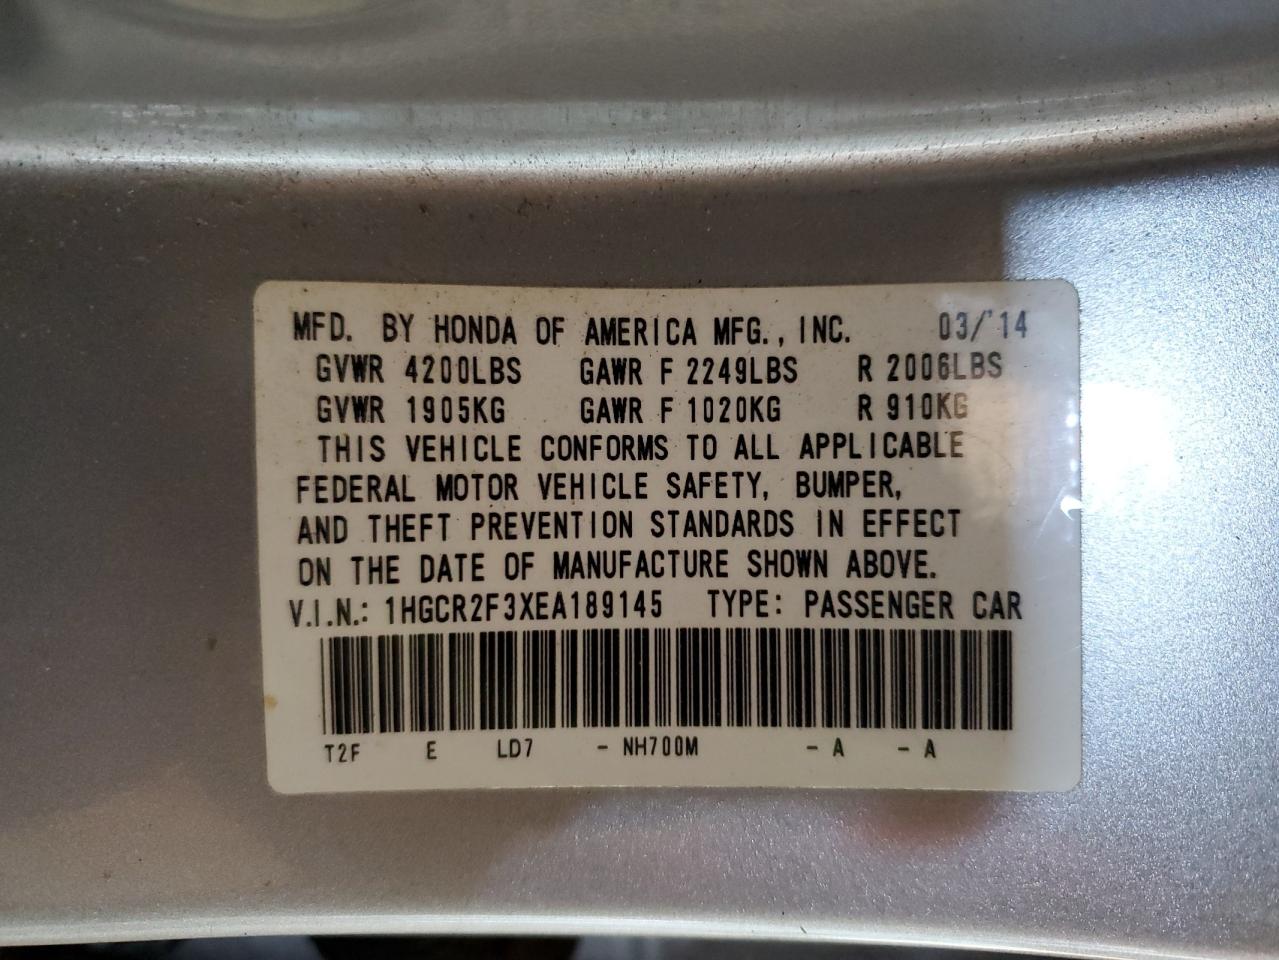 MFD. BY HONDA OF AMERICA MFG., INC. 03/'14
GVWR 4200LBS GAWR F 2249LBS R 2006LBS
GVWR 1905KG GAWR F 1020KG R 910KG
THIS VEHICLE CONFORMS TO ALL APPLICABLE
FEDERAL MOTOR VEHICLE SAFETY, BUMPER,
AND THEFT PREVENTION STANDARDS IN EFFECT
ON THE DATE OF MANUFACTURE SHOWN ABOVE.
V.I.N.: 1HGCR2F3XEA189145 TYPE: PASSENGER CAR
T2F E LD7 - NH700M - A - A